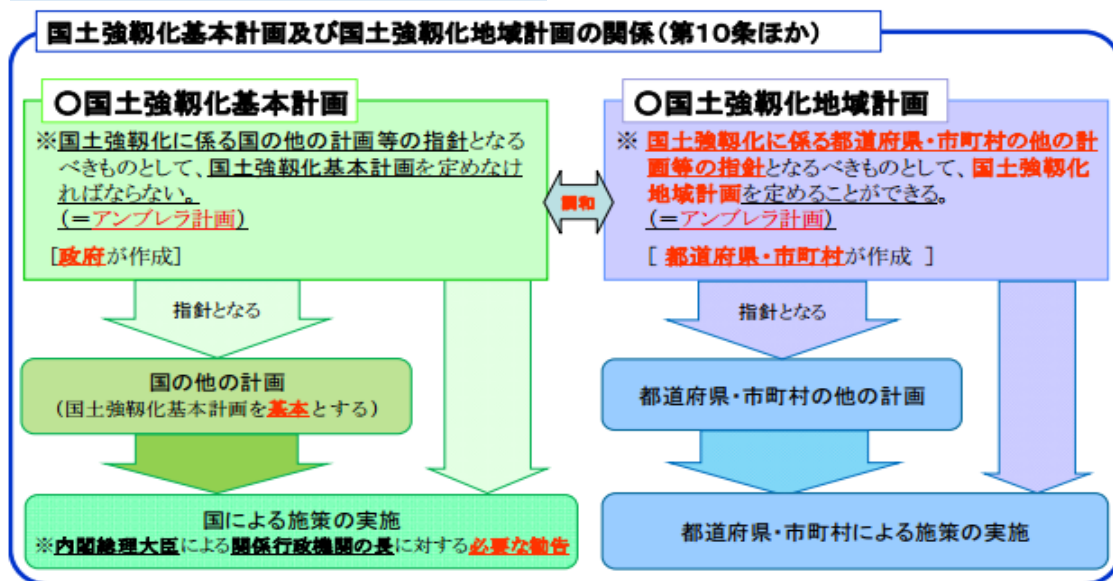 国土強靱化基本計画及び国土強靱化地域計画の関係（第１０条ほか）
○国土強靱化基本計画
※国土強靱化に係る国の他の計画等の指針となる
べきものとして、国土強靱化基本計画を定めなけ
ればならない。
（＝アンブレラ計画）
［政府が作成］
調和
○国土強靱化地域計画
※ 国土強靱化に係る都道府県・市町村の他の計
画等の指針となるべきものとして、国土強靱化
地域計画を定めることができる。
（＝アンブレラ計画）
［ 都道府県・市町村が作成 ］
指針となる
指針となる
国の他の計画
（国土強靱化基本計画を基本とする）
都道府県・市町村の他の計画
国による施策の実施
※内閣総理大臣による関係行政機関の長に対する必要な勧告
都道府県・市町村による施策の実施